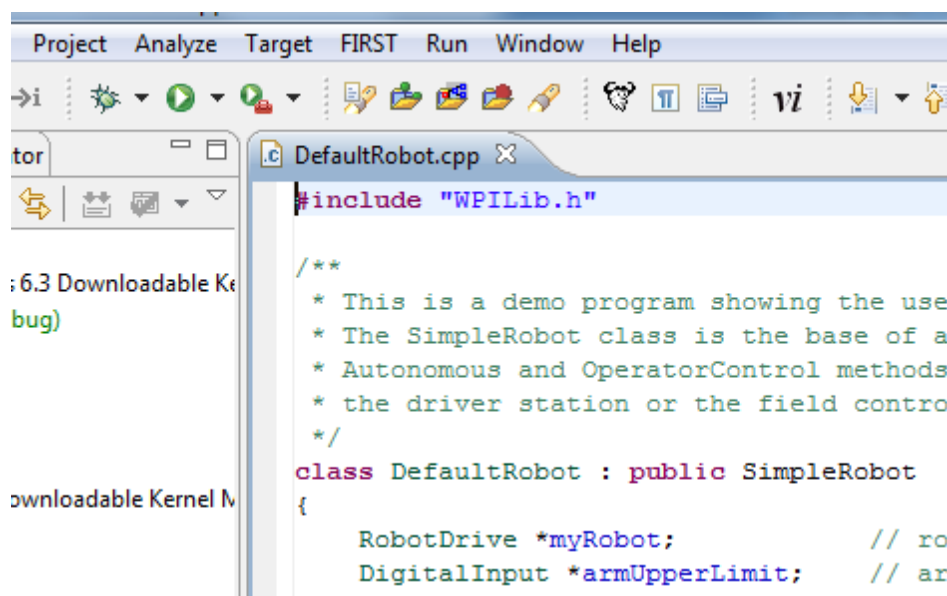 Project Analyze Target FIRST Run Window Help
i vi
tor DefaultRobot.cpp
#include "WPILib.h"
/**
s 6.3 Downloadable Ke
* This is a demo program showing the use
bug)
* The SimpleRobot class is the base of a
* Autonomous and OperatorControl methods
* the driver station or the field contro
*/
class DefaultRobot : public SimpleRobot
ownloadable Kernel M
{
RobotDrive *myRobot; // ro
DigitalInput *armUpperLimit; // ar